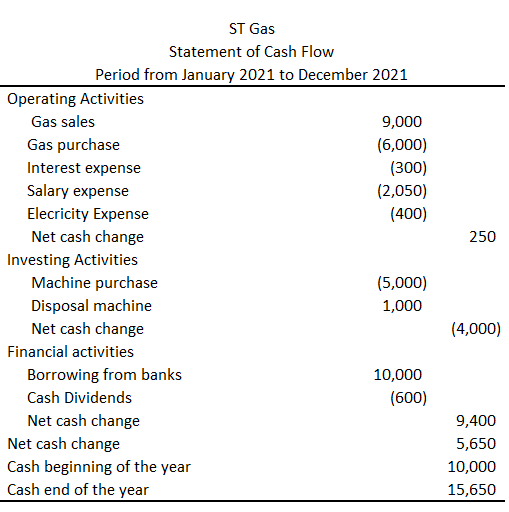 ST Gas
Statement of Cash Flow
Period from January 2021 to December 2021
Operating Activities
Gas sales 9,000
Gas purchase (6,000)
Interest expense (300)
Salary expense (2,050)
Elecricity Expense (400)
Net cash change 250
Investing Activities
Machine purchase (5,000)
Disposal machine 1,000
Net cash change (4,000)
Financial activities
Borrowing from banks 10,000
Cash Dividends (600)
Net cash change 9,400
Net cash change 5,650
Cash beginning of the year 10,000
Cash end of the year 15,650